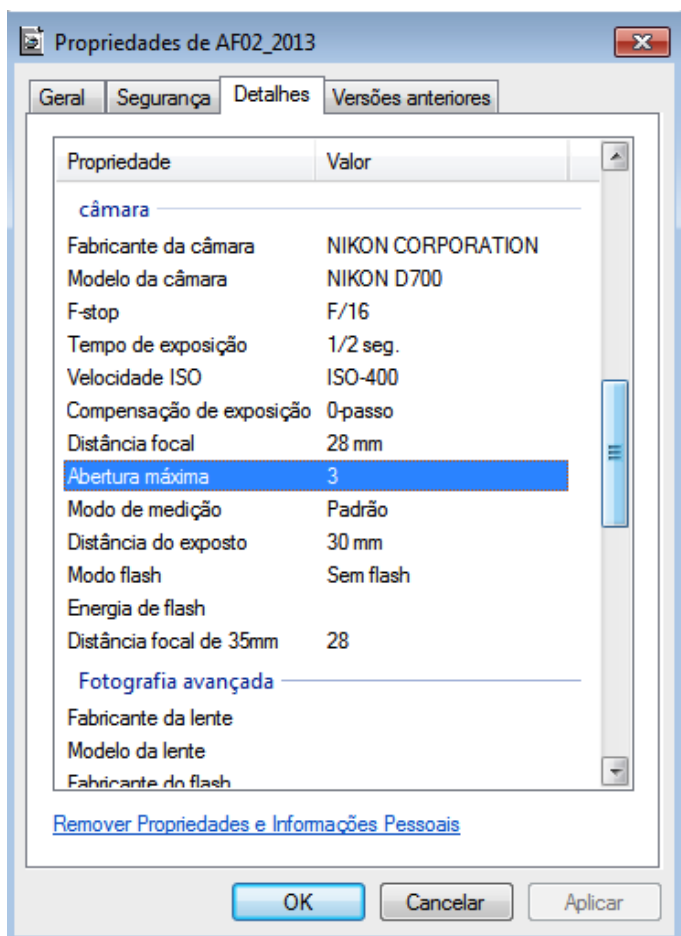 Propriedades de AF02_2013
Geral Segurança Detalhes Versões anteriores
Propriedade Valor
câmara
Fabricante da câmara NIKON CORPORATION
Modelo da câmara NIKON D700
F-stop F/16
Tempo de exposição 1/2 seg.
Velocidade ISO ISO-400
Compensação de exposição 0-passo
Distância focal 28 mm
Abertura máxima 3
Modo de medição Padrão
Distância do exposto 30 mm
Modo flash Sem flash
Energia de flash
Distância focal de 35mm 28
Fotografia avançada
Fabricante da lente
Modelo da lente
Fabricante do flash
Remover Propriedades e Informações Pessoais
OK Cancelar Aplicar